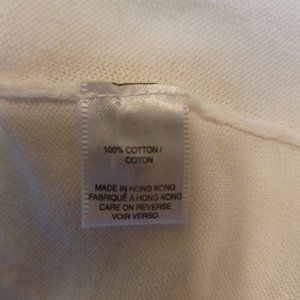 100% COTTON/
COTON
MADE IN HONG KONG
FABRIQUÉ A HONG KONG
CARE ON REVERSE
VOIR VERSO